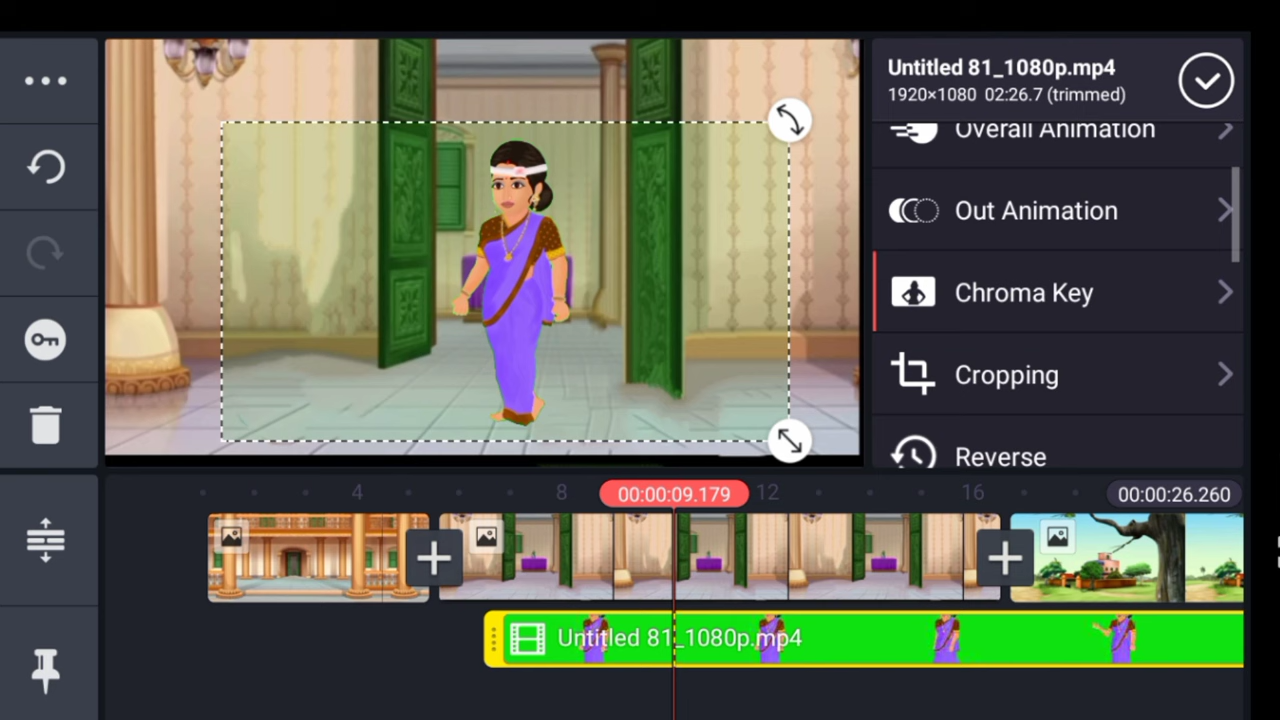 Untitled 81_1080p.mp4
1920×1080 02:26.7 (trimmed)
Overall Animation
Out Animation
Chroma Key
Cropping
Reverse
4
8
00:00:09.179
12
16
00:00:26.260
Untitled 81_1080p.mp4